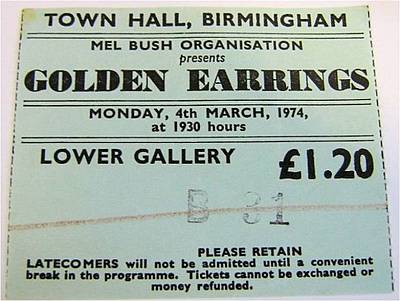 TOWN HALL, BIRMINGHAM
MEL BUSH ORGANISATION
presents
GOLDEN EARRINGS
MONDAY, 4th MARCH, 1974,
at 1930 hours
LOWER GALLERY £1.20
B 31
PLEASE RETAIN
LATECOMERS will not be admitted until a convenient
break in the programme. Tickets cannot be exchanged or
money refunded.